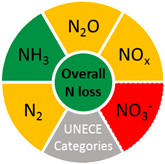 N₂O
NH₃
NOₓ
Overall
N loss
N₂
NO₃⁻
UNECE
Categories